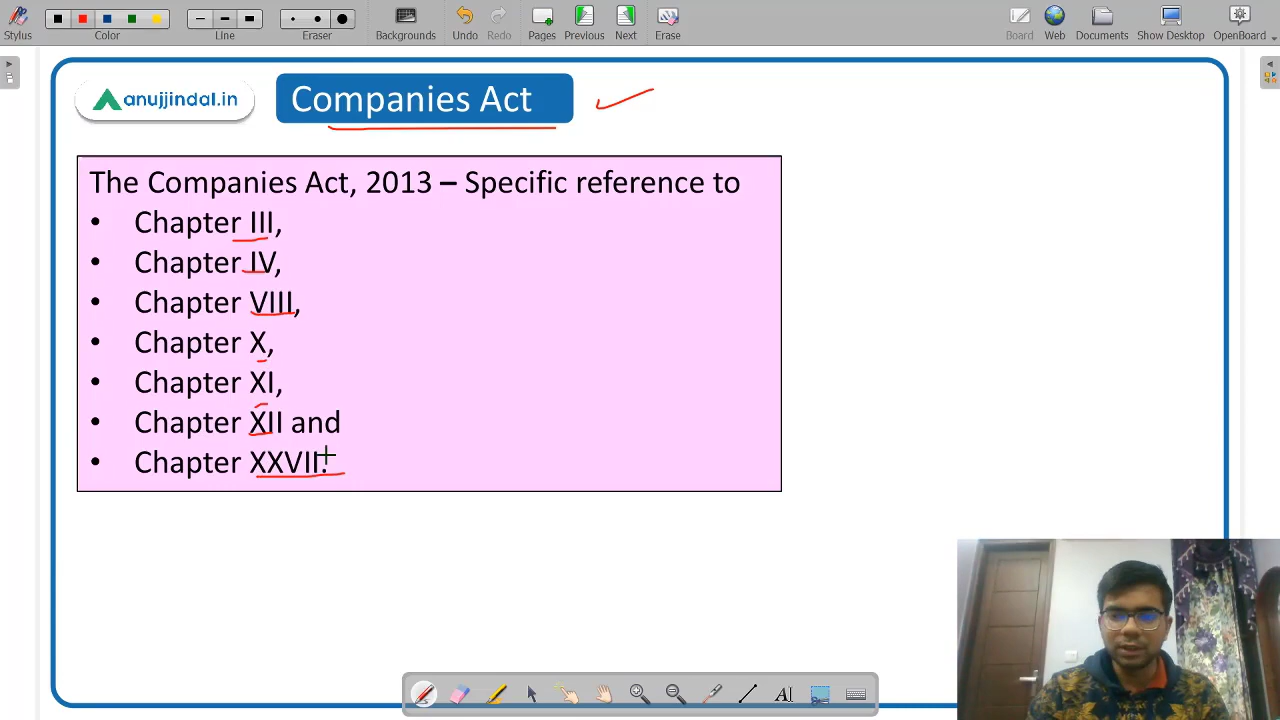 Stylus
Color
Line
Eraser
Backgrounds
Undo
Redo
Pages
Previous
Next
Erase
Board
Web
Documents
Show Desktop
OpenBoard
anujjindal.in
Companies Act
The Companies Act, 2013 – Specific reference to
• Chapter III,
• Chapter IV,
• Chapter VIII,
• Chapter X,
• Chapter XI,
• Chapter XII and
• Chapter XXVII.